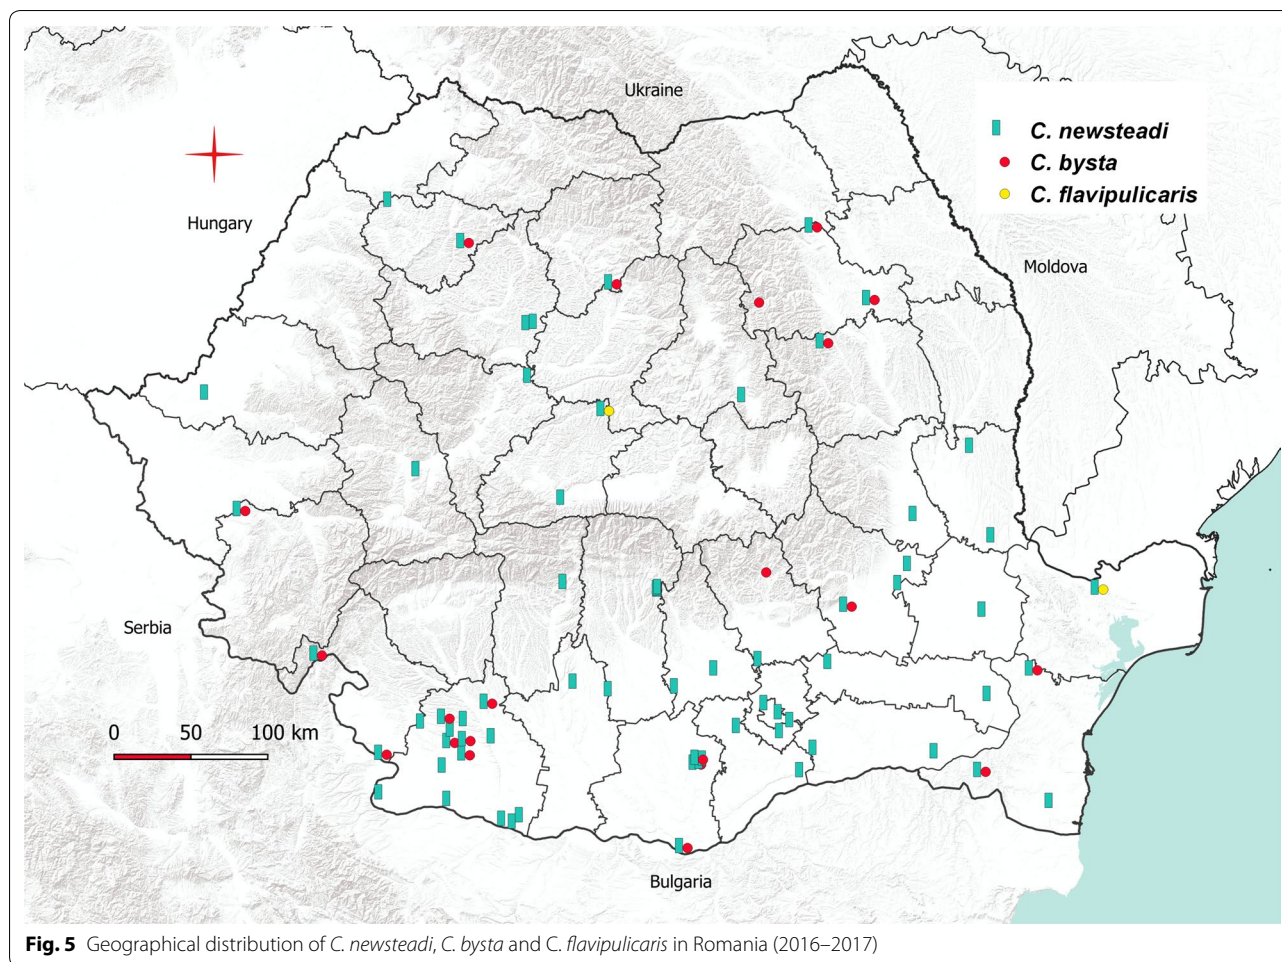 Ukraine
C. newsteadi
C. bysta
C. flavipulicaris
Hungary
Moldova
Serbia
0 50 100 km
Bulgaria
Fig. 5 Geographical distribution of C. newsteadi, C. bysta and C. flavipulicaris in Romania (2016–2017)